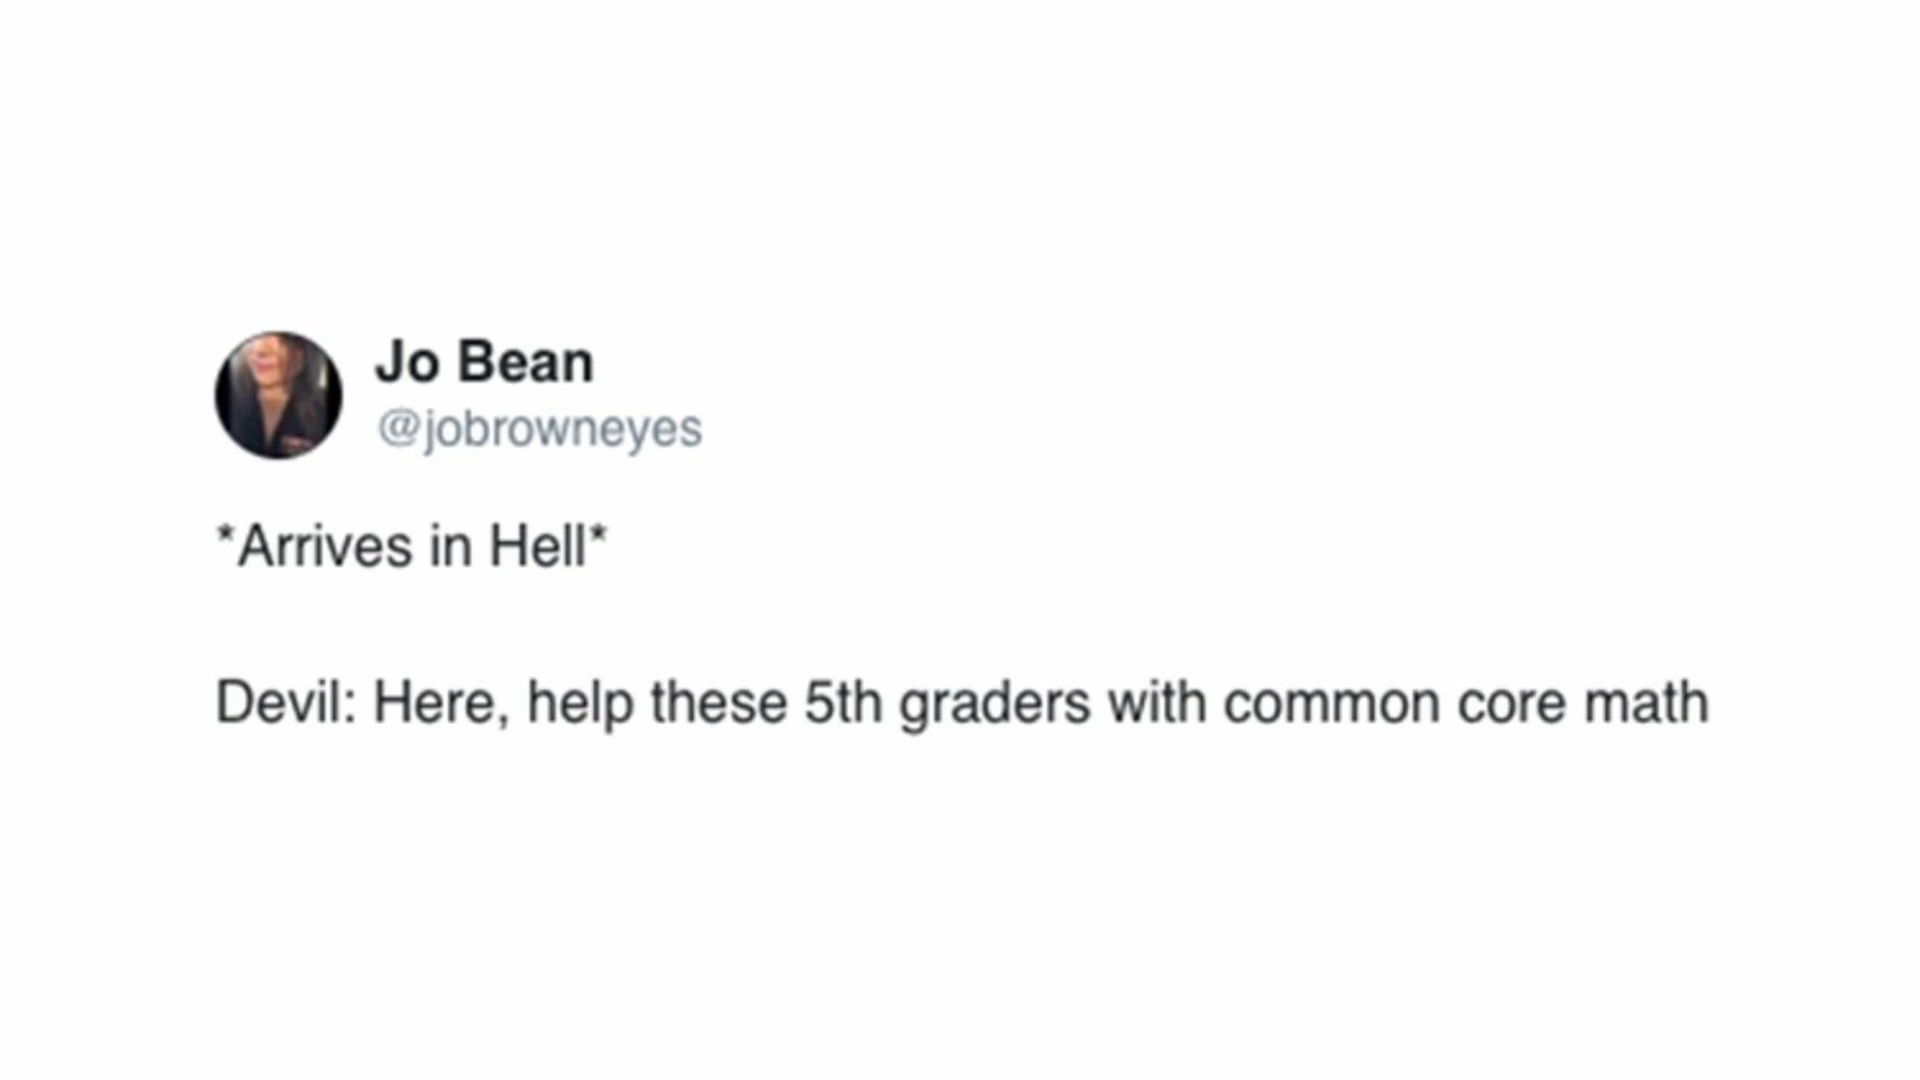 Jo Bean
@jobrowneyes
*Arrives in Hell*
Devil: Here, help these 5th graders with common core math